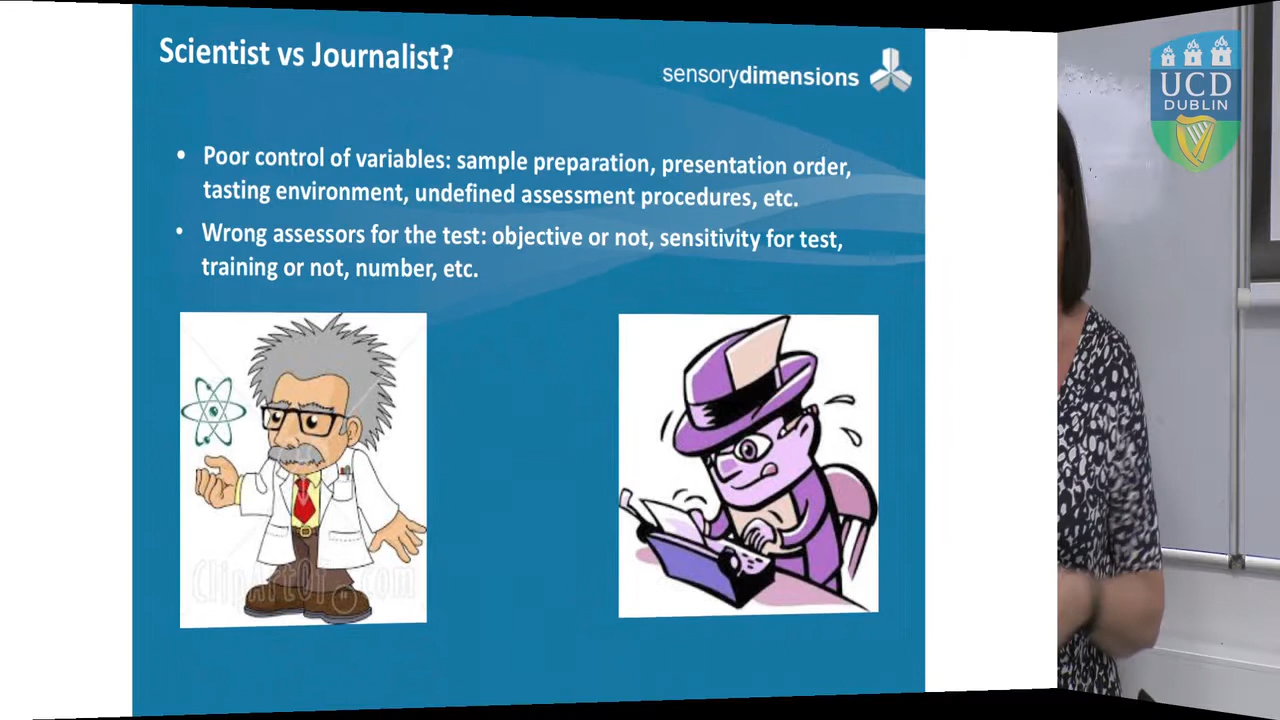 Scientist vs Journalist?
sensorydimensions
• Poor control of variables: sample preparation, presentation order,
tasting environment, undefined assessment procedures, etc.
• Wrong assessors for the test: objective or not, sensitivity for test,
training or not, number, etc.
UCD
DUBLIN